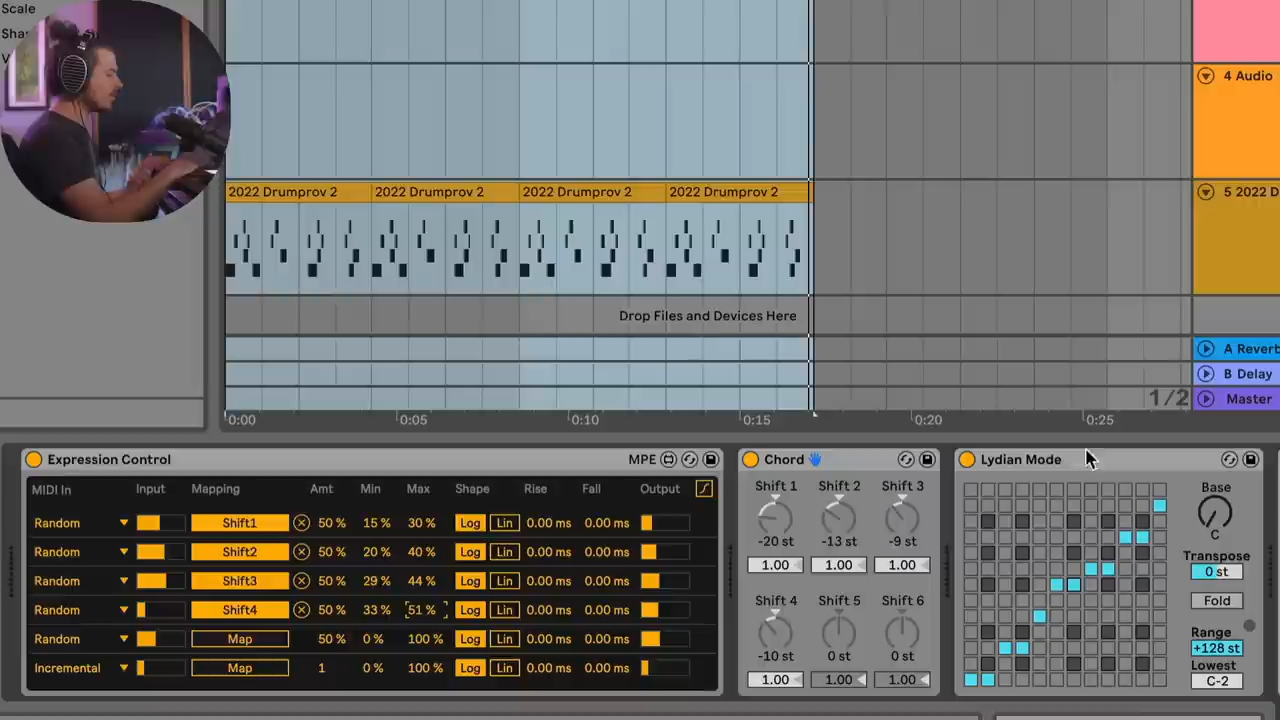 Scale
4 Audio
2022 Drumprov 2 2022 Drumprov 2 2022 Drumprov 2 2022 Drumprov 2
5 2022 D
Drop Files and Devices Here
A Reverb
B Delay
1/2 Master
0:00 0:05 0:10 0:15 0:20 0:25
Expression Control MPE
MIDI In Input Mapping Amt Min Max Shape Rise Fall Output
Random Shift1 50 % 15 % 30 % Log Lin 0.00 ms 0.00 ms
Random Shift2 50 % 20 % 40 % Log Lin 0.00 ms 0.00 ms
Random Shift3 50 % 29 % 44 % Log Lin 0.00 ms 0.00 ms
Random Shift4 50 % 33 % 51 % Log Lin 0.00 ms 0.00 ms
Random Map 50 % 0 % 100 % Log Lin 0.00 ms 0.00 ms
Incremental Map 1 0 % 100 % Log Lin 0.00 ms 0.00 ms
Chord
Shift 1 Shift 2 Shift 3
-20 st -13 st -9 st
1.00 1.00 1.00
Shift 4 Shift 5 Shift 6
-10 st 0 st 0 st
1.00 1.00 1.00
Lydian Mode
Base
C
Transpose
0 st
Fold
Range
+128 st
Lowest
C-2